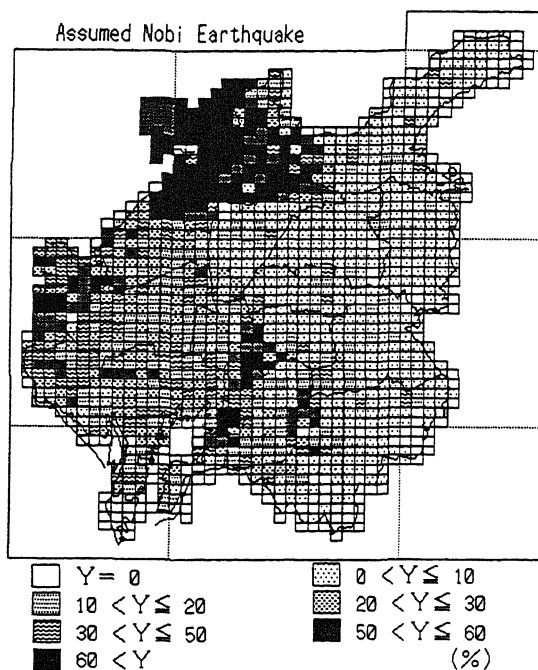 Assumed Nobi Earthquake
Y = 0
0 < Y ≦ 10
10 < Y ≦ 20
20 < Y ≦ 30
30 < Y ≦ 50
50 < Y ≦ 60
60 < Y
(%)